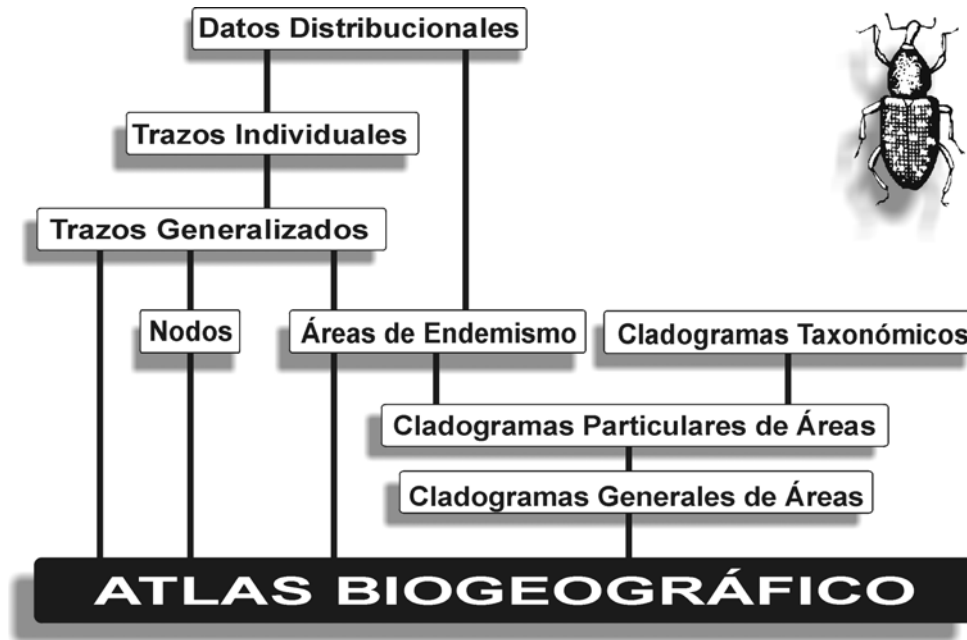 Datos Distribucionales
Trazos Individuales
Trazos Generalizados
Nodos
Áreas de Endemismo
Cladogramas Taxonómicos
Cladogramas Particulares de Áreas
Cladogramas Generales de Áreas
ATLAS BIOGEOGRÁFICO